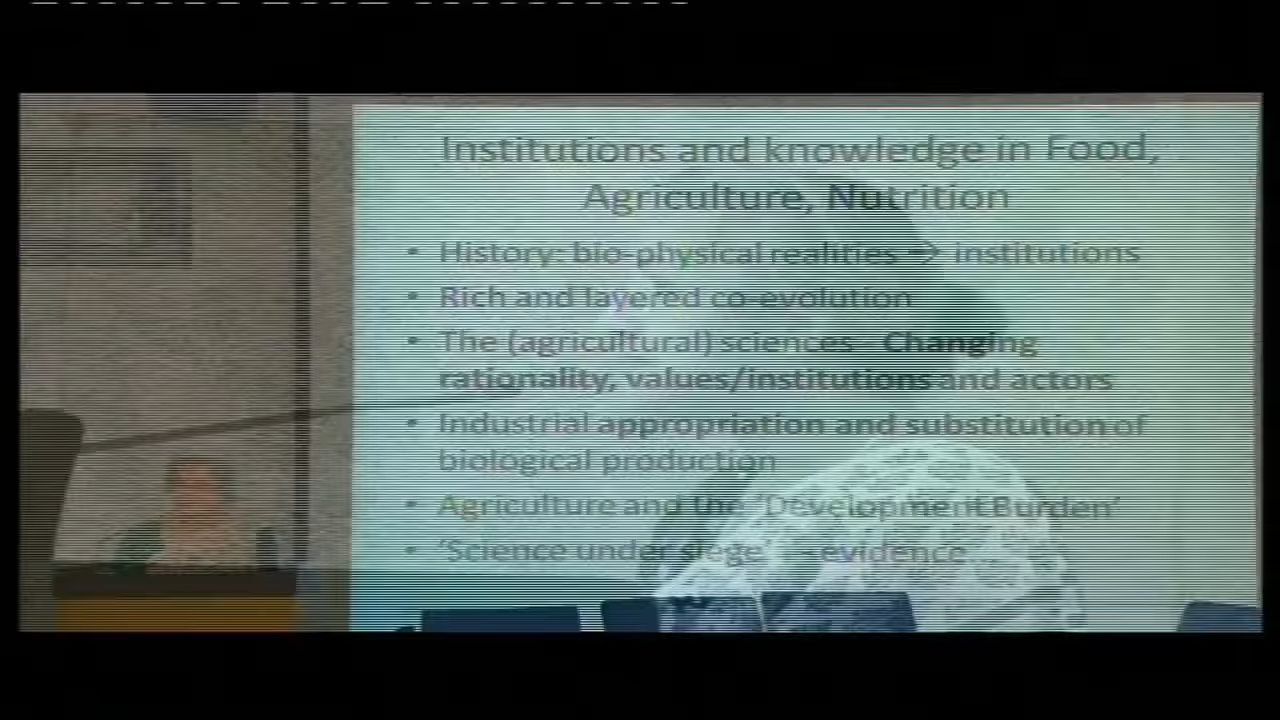 Institutions and knowledge in Food,
Agriculture, Nutrition
• History: bio-physical realities → institutions
• Rich and layered co-evolution
• The (agricultural) sciences - Changing
rationality, values/institutions and actors
• Industrial appropriation and substitution of
biological production
• Agriculture and the 'Development Burden'
• 'Science under siege' → evidence